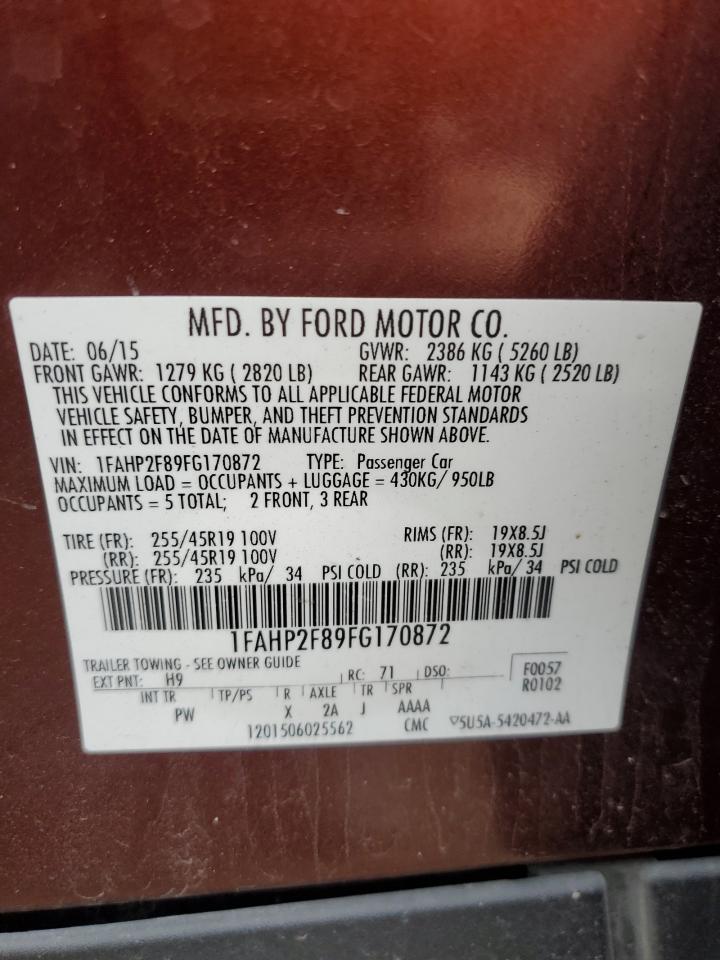 MFD. BY FORD MOTOR CO.
DATE: 06/15 GVWR: 2386 KG ( 5260 LB)
FRONT GAWR: 1279 KG ( 2820 LB) REAR GAWR: 1143 KG ( 2520 LB)
THIS VEHICLE CONFORMS TO ALL APPLICABLE FEDERAL MOTOR
VEHICLE SAFETY, BUMPER, AND THEFT PREVENTION STANDARDS
IN EFFECT ON THE DATE OF MANUFACTURE SHOWN ABOVE.
VIN: 1FAHP2F89FG170872 TYPE: Passenger Car
MAXIMUM LOAD = OCCUPANTS + LUGGAGE = 430KG/ 950LB
OCCUPANTS = 5 TOTAL; 2 FRONT, 3 REAR
TIRE (FR): 255/45R19 100V RIMS (FR): 19X8.5J
(RR): 255/45R19 100V (RR): 19X8.5J
PRESSURE (FR): 235 kPa/ 34 PSI COLD (RR): 235 kPa/ 34 PSI COLD
1FAHP2F89FG170872
TRAILER TOWING - SEE OWNER GUIDE
EXT PNT: H9 RC: 71 DSO: F0057
R0102
INT TR TP/PS R AXLE TR SPR
PW X 2A J AAAA
1201506025562 CMC 5U5A-5420472-AA